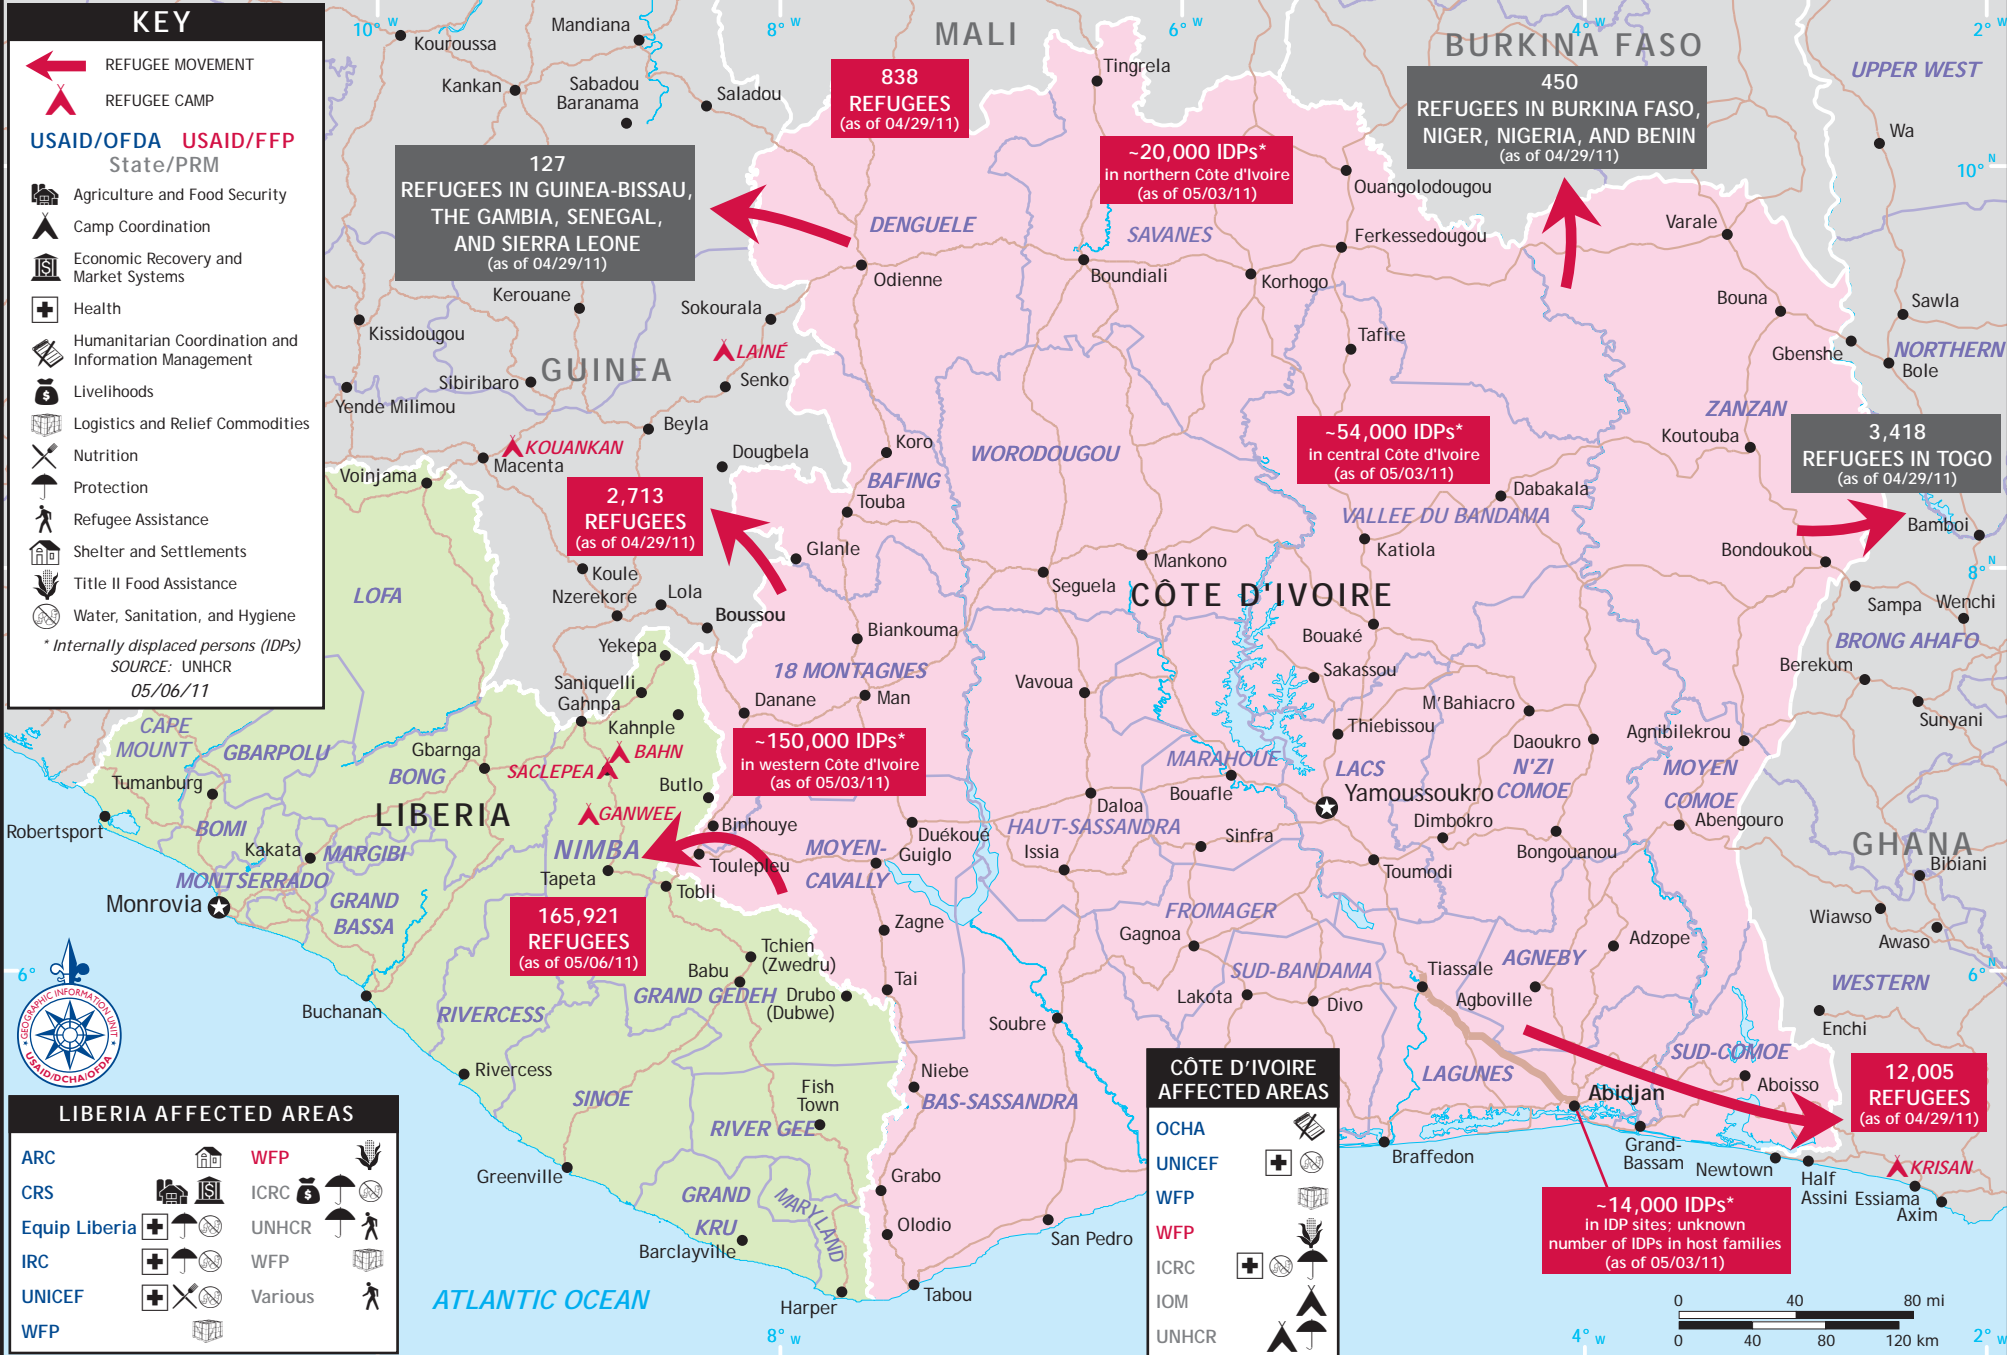 KEY
REFUGEE MOVEMENT
REFUGEE CAMP
USAID/OFDA USAID/FFP
State/PRM
Agriculture and Food Security
Camp Coordination
Economic Recovery and
Market Systems
Health
Humanitarian Coordination and
Information Management
Livelihoods
Logistics and Relief Commodities
Nutrition
Protection
Refugee Assistance
Shelter and Settlements
Title II Food Assistance
Water, Sanitation, and Hygiene
* Internally displaced persons (IDPs)
SOURCE: UNHCR
05/06/11
10° W
8° W
6° W
4° W
2° W
MALI
BURKINA FASO
UPPER WEST
Mandiana
Kouroussa
Kankan
Sabadou
Baranama
Saladou
838
REFUGEES
(as of 04/29/11)
Tingrela
450
REFUGEES IN BURKINA FASO,
NIGER, NIGERIA, AND BENIN
(as of 04/29/11)
Wa
10° N
127
REFUGEES IN GUINEA-BISSAU,
THE GAMBIA, SENEGAL,
AND SIERRA LEONE
(as of 04/29/11)
~20,000 IDPs*
in northern Côte d'Ivoire
(as of 05/03/11)
Ouangolodougou
DENGUELE
SAVANES
Ferkessedougou
Varale
Odienne
Boundiali
Korhogo
Kerouane
Sokourala
Bouna
Sawla
Kissidougou
Tafire
LAINÉ
Gbenshe
NORTHERN
Bole
GUINEA
Sibiribaro
Senko
Yende Milimou
Beyla
ZANZAN
KOUANKAN
Macenta
Dougbela
Koro
WORODOUGOU
~54,000 IDPs*
in central Côte d'Ivoire
(as of 05/03/11)
Koutouba
3,418
REFUGEES IN TOGO
(as of 04/29/11)
Voinjama
BAFING
Touba
2,713
REFUGEES
(as of 04/29/11)
Dabakala
VALLEE DU BANDAMA
Bamboi
Glanle
Mankono
Katiola
Bondoukou
8° N
Koule
Nzerekore
Lola
Seguela
CÔTE D'IVOIRE
Sampa
Wenchi
LOFA
Boussou
Biankouma
Bouaké
BRONG AHAFO
Yekepa
18 MONTAGNES
Sakassou
Berekum
Saniquelli
Gahnpa
Danane
Man
Vavoua
M'Bahiacro
Sunyani
Kahnple
Thiebissou
Daoukro
Agnibilekrou
CAPE
MOUNT
GBARPOLU
Gbarnga
BONG
BAHN
SACLEPEA
~150,000 IDPs*
in western Côte d'Ivoire
(as of 05/03/11)
MARAHOUE
LACS
N'ZI
COMOE
MOYEN
COMOE
Tumanburg
Butlo
Bouafle
Yamoussoukro
LIBERIA
GANWEE
Binhouye
Daloa
Dimbokro
Abengouro
Robertsport
BOMI
Duékoué
HAUT-SASSANDRA
Sinfra
GHANA
Kakata
MARGIBI
NIMBA
Toulepleu
MOYEN-
CAVALLY
Guiglo
Issia
Bongouanou
Bibiani
MONTSERRADO
Tapeta
Tobli
Toumodi
Monrovia
GRAND
BASSA
165,921
REFUGEES
(as of 05/06/11)
Zagne
FROMAGER
Gagnoa
Wiawso
Awaso
Adzope
6°
Tchien
(Zwedru)
Babu
GRAND GEDEH
Drubo
(Dubwe)
Tai
SUD-BANDAMA
Tiassale
AGNEBY
Agboville
6° N
WESTERN
Buchanan
RIVERCESS
Lakota
Divo
Soubre
Enchi
GEOGRAPHIC INFORMATION UNIT
USAID/DCHA/OFDA
Rivercess
SINOE
Fish
Town
Niebe
BAS-SASSANDRA
LAGUNES
SUD-COMOE
Aboisso
12,005
REFUGEES
(as of 04/29/11)
RIVER GEE
Abidjan
Grand-
Bassam
Braffedon
Newtown
Half
Assini
KRISAN
Essiama
Axim
Greenville
GRAND
KRU
MARYLAND
Grabo
Olodio
Barclayville
San Pedro
~14,000 IDPs*
in IDP sites; unknown
number of IDPs in host families
(as of 05/03/11)
ATLANTIC OCEAN
Harper
Tabou
LIBERIA AFFECTED AREAS
ARC
CRS
Equip Liberia
IRC
UNICEF
WFP
WFP
ICRC
UNHCR
WFP
Various
CÔTE D'IVOIRE
AFFECTED AREAS
OCHA
UNICEF
WFP
WFP
ICRC
IOM
UNHCR
0 40 80 mi
0 40 80 120 km
8° W
4° W
2° W